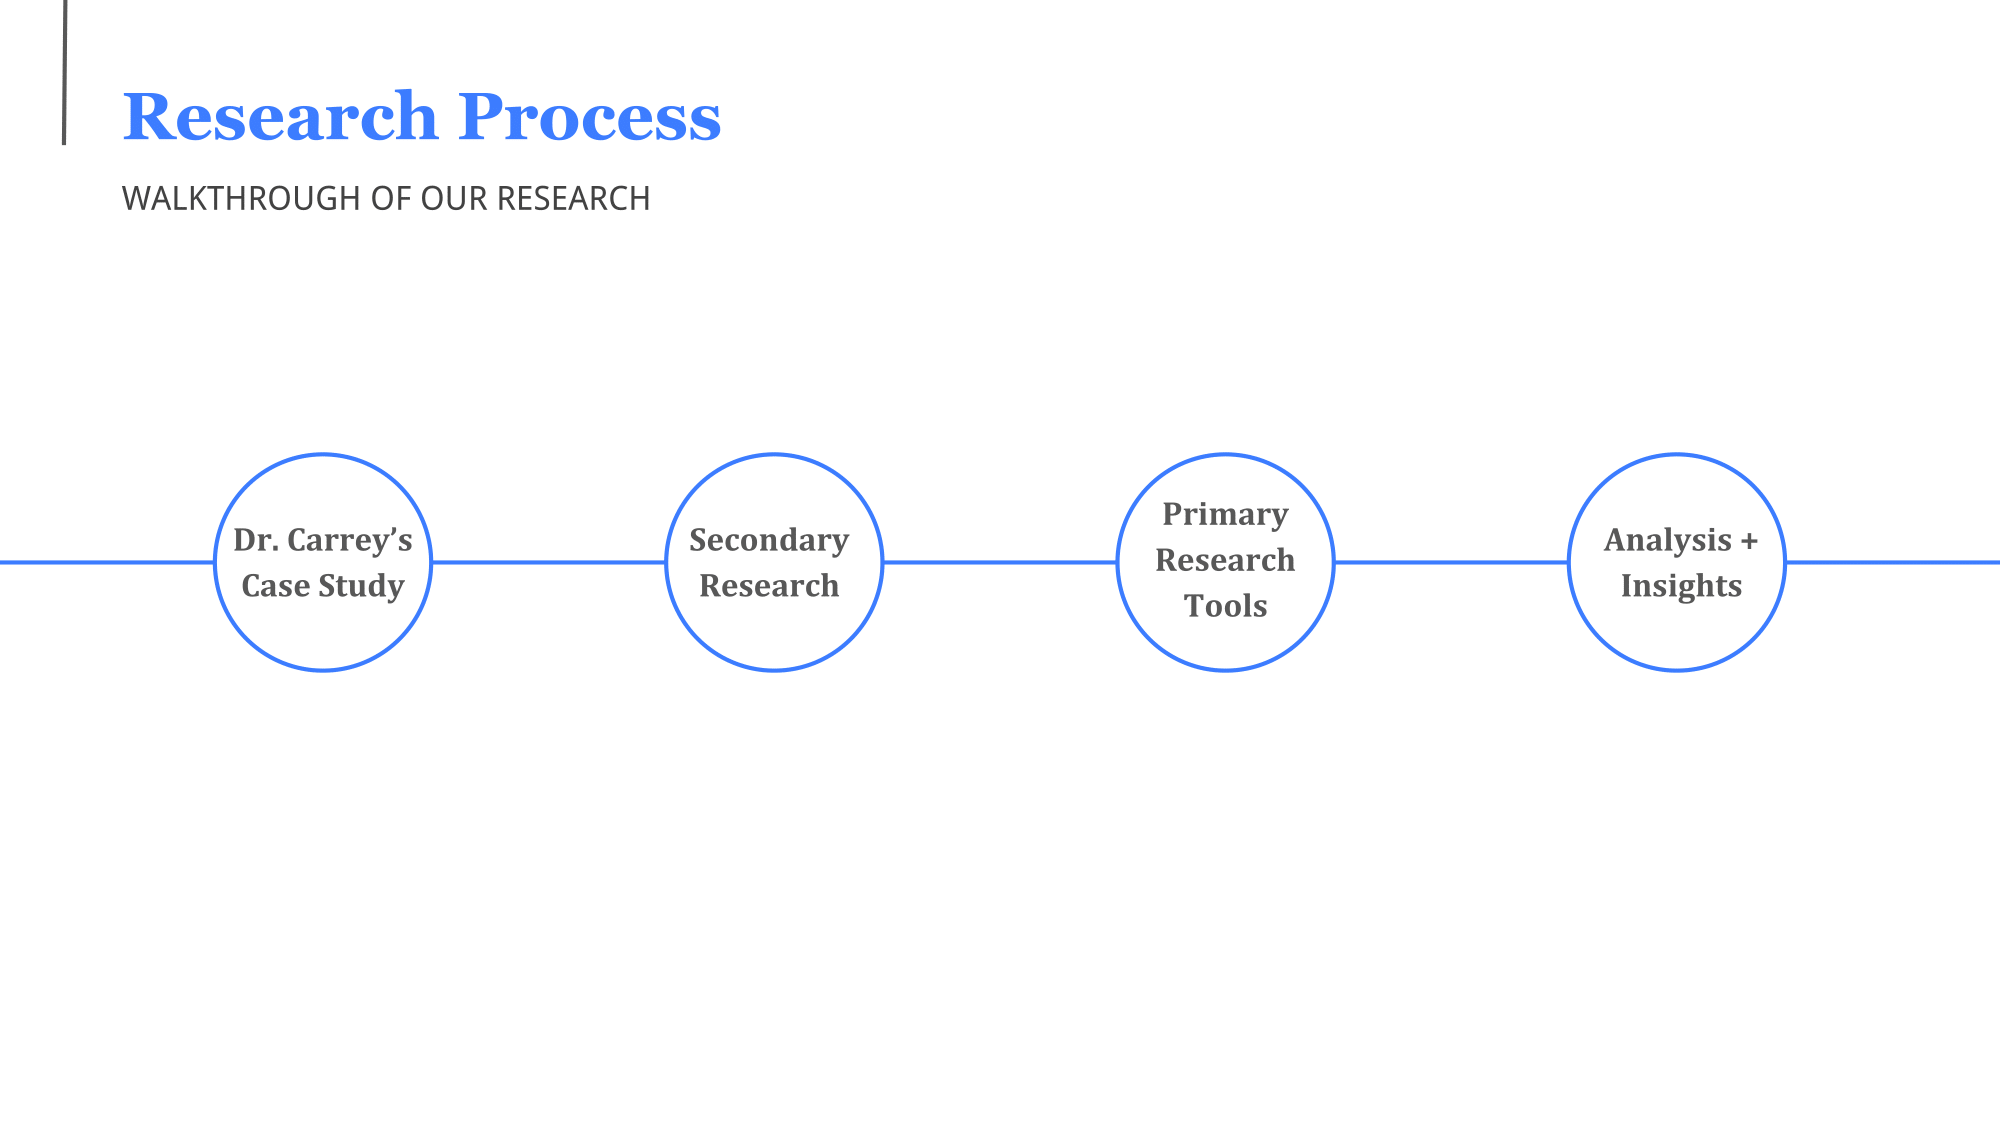 Research Process
WALKTHROUGH OF OUR RESEARCH
Dr. Carrey’s
Case Study
Secondary
Research
Primary
Research
Tools
Analysis +
Insights